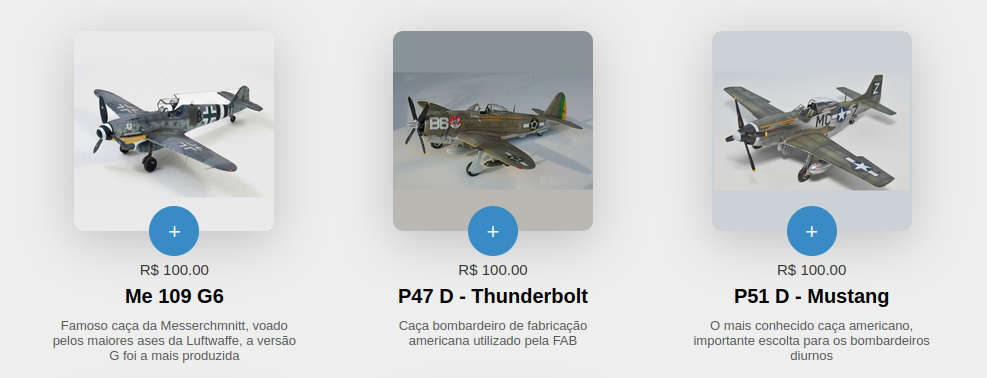 B6
MC
Z
Z
+
+
+
R$ 100.00
R$ 100.00
R$ 100.00
Me 109 G6
P47 D - Thunderbolt
P51 D - Mustang
Famoso caça da Messerchmnitt, voado
pelos maiores ases da Luftwaffe, a versão
G foi a mais produzida
Caça bombardeiro de fabricação
americana utilizado pela FAB
O mais conhecido caça americano,
importante escolta para os bombardeiros
diurnos